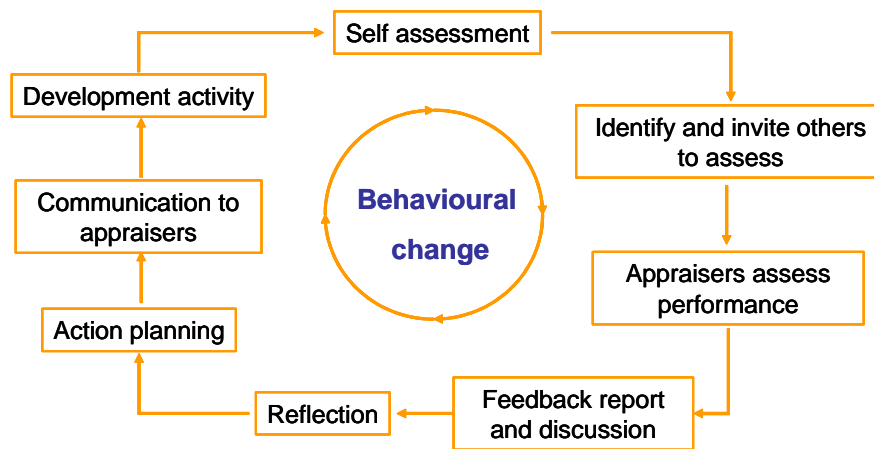 Self assessment
Identify and invite others
to assess
Appraisers assess
performance
Feedback report
and discussion
Reflection
Action planning
Communication to
appraisers
Development activity
Behavioural
change